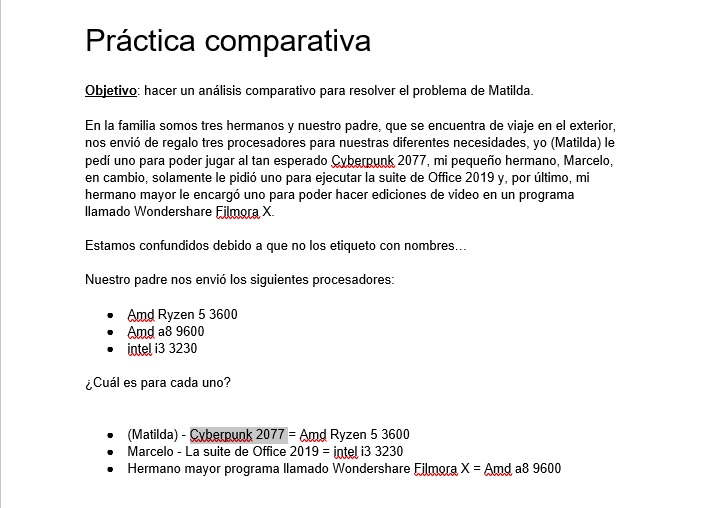 Práctica comparativa
Objetivo: hacer un análisis comparativo para resolver el problema de Matilda.
En la familia somos tres hermanos y nuestro padre, que se encuentra de viaje en el exterior,
nos envió de regalo tres procesadores para nuestras diferentes necesidades, yo (Matilda) le
pedí uno para poder jugar al tan esperado Cyberpunk 2077, mi pequeño hermano, Marcelo,
en cambio, solamente le pidió uno para ejecutar la suite de Office 2019 y, por último, mi
hermano mayor le encargó uno para poder hacer ediciones de video en un programa
llamado Wondershare Filmora X.
Estamos confundidos debido a que no los etiqueto con nombres…
Nuestro padre nos envió los siguientes procesadores:
● Amd Ryzen 5 3600
● Amd a8 9600
● intel i3 3230
¿Cuál es para cada uno?
● (Matilda) - Cyberpunk 2077 = Amd Ryzen 5 3600
● Marcelo - La suite de Office 2019 = intel i3 3230
● Hermano mayor programa llamado Wondershare Filmora X = Amd a8 9600